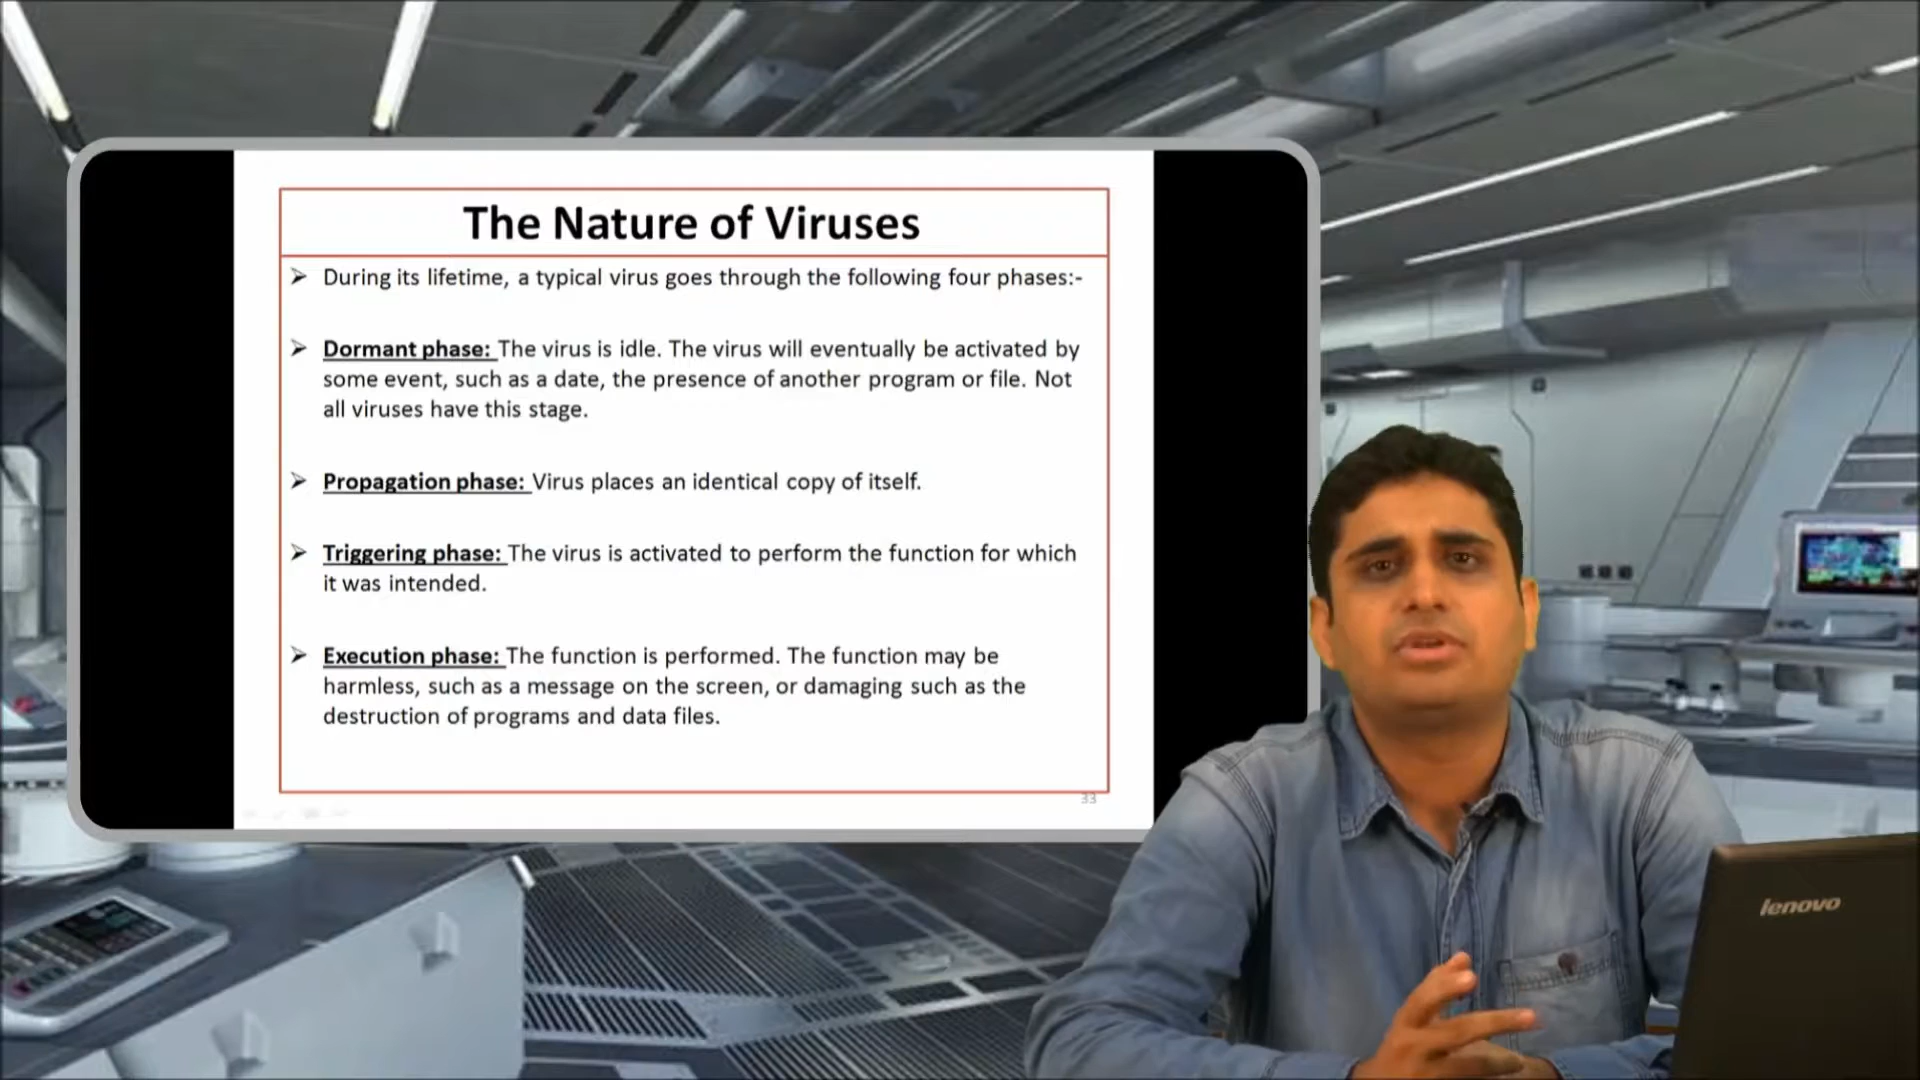 The Nature of Viruses
➢ During its lifetime, a typical virus goes through the following four phases:-
➢ Dormant phase: The virus is idle. The virus will eventually be activated by
some event, such as a date, the presence of another program or file. Not
all viruses have this stage.
➢ Propagation phase: Virus places an identical copy of itself.
➢ Triggering phase: The virus is activated to perform the function for which
it was intended.
➢ Execution phase: The function is performed. The function may be
harmless, such as a message on the screen, or damaging such as the
destruction of programs and data files.
33
lenovo